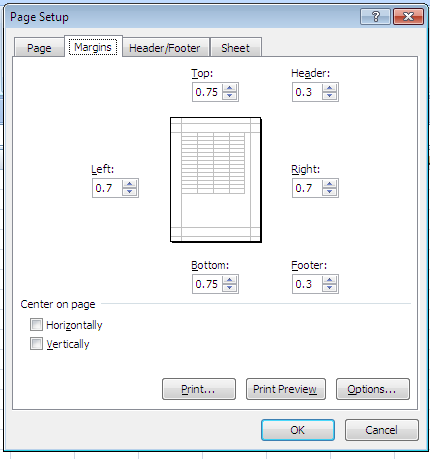 Page Setup
Page Margins Header/Footer Sheet
Top: Header:
0.75 0.3
Left: Right:
0.7 0.7
Bottom: Footer:
0.75 0.3
Center on page
Horizontally
Vertically
Print... Print Preview Options...
OK Cancel